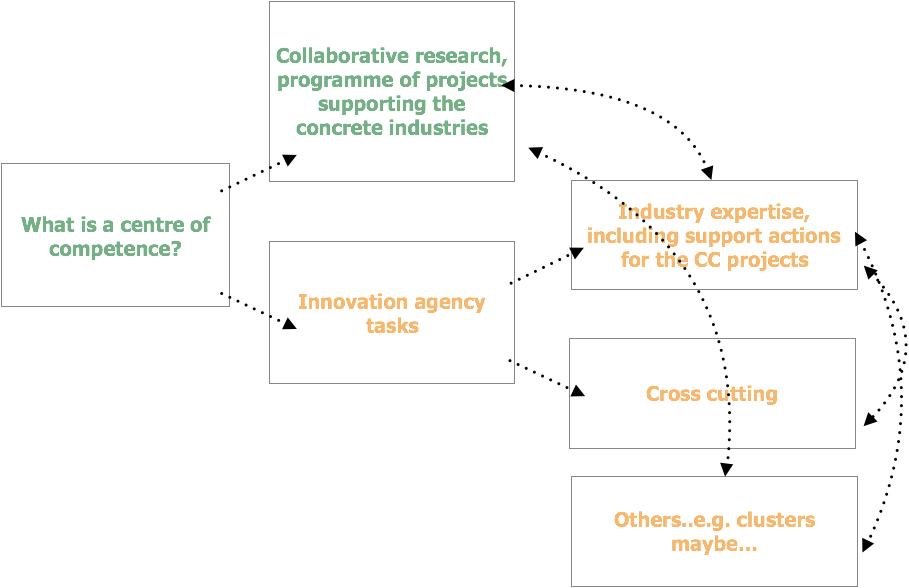 Collaborative research,
programme of projects
supporting the
concrete industries
What is a centre of
competence?
Industry expertise,
including support actions
for the CC projects
Innovation agency
tasks
Cross cutting
Others..e.g. clusters
maybe...